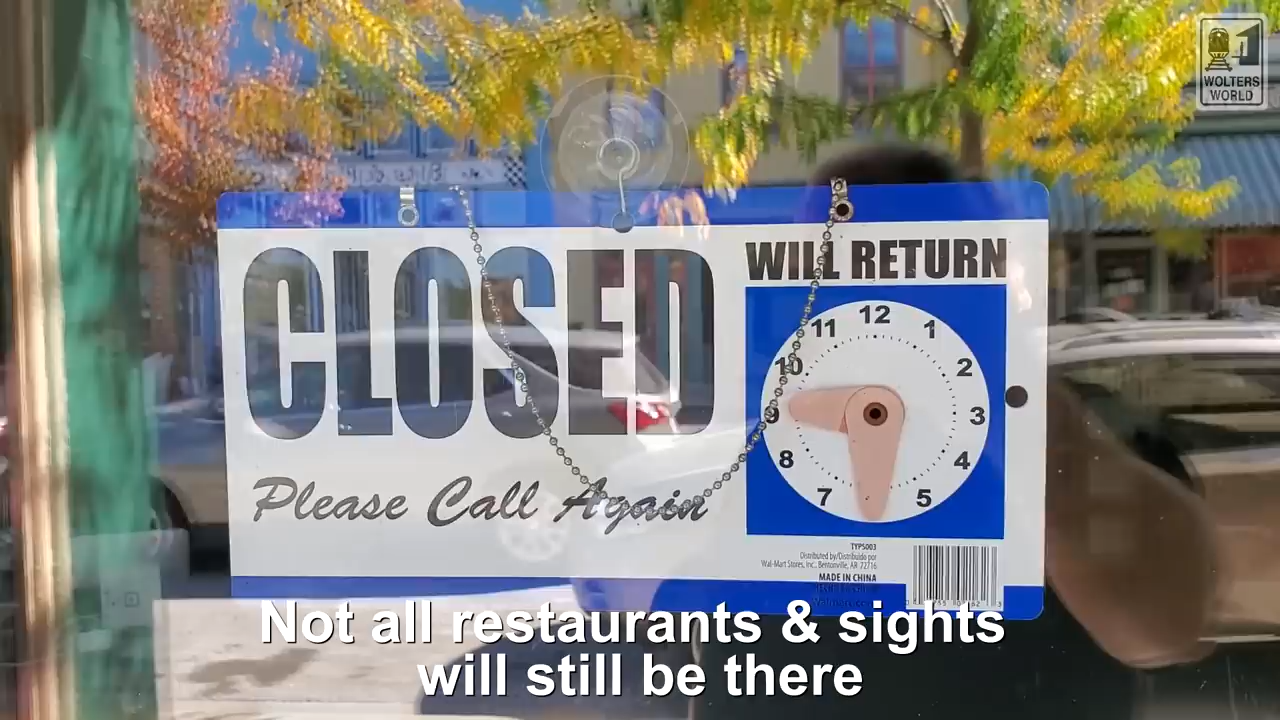 1
WOLTERS
WORLD
CLOSED
Please Call Again
WILL RETURN
12
11
1
10
2
9
3
8
4
7
5
TYPS003
Distributed by/Distribuido por
Wal-Mart Stores, Inc., Bentonville, AR 72716
MADE IN CHINA
Not all restaurants & sights
will still be there